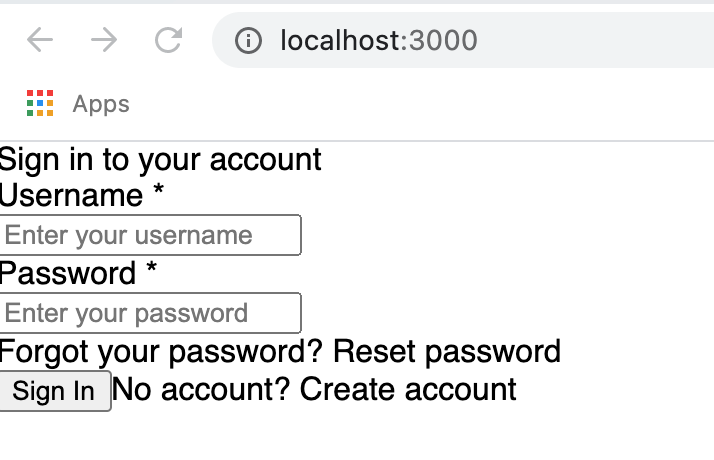 localhost:3000
Apps
Sign in to your account
Username *
Enter your username
Password *
Enter your password
Forgot your password? Reset password
Sign In No account? Create account